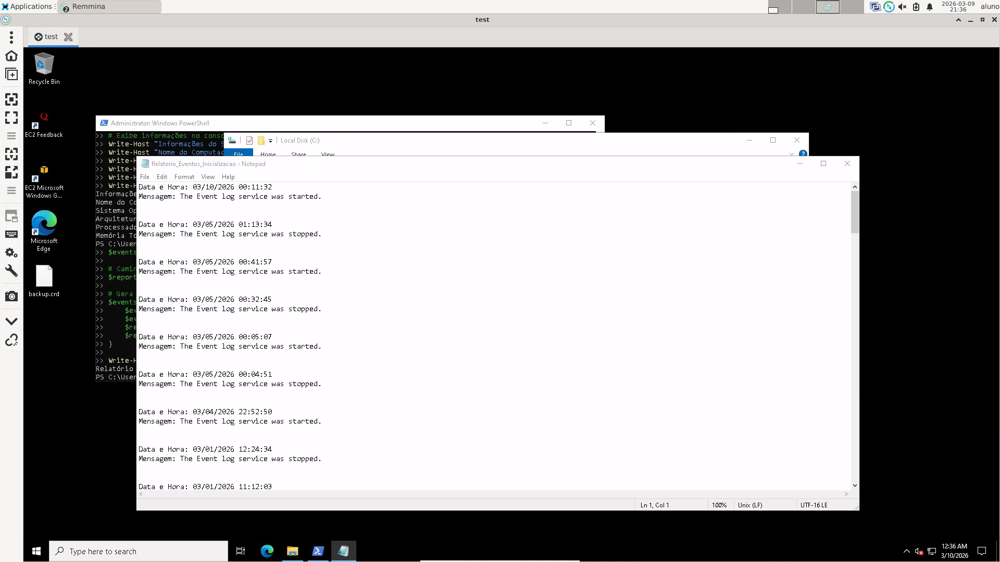 Applications
Remmina
2026-03-09
21:36
aluno
test
test
Recycle Bin
EC2 Feedback
EC2 Microsoft
Windows G...
Microsoft
Edge
backup.crd
Administrator: Windows PowerShell
>> # Exibe informações no conso
>> Write-Host "Informações do S
>> Write-Host "Nome do Computad
>> Write-H
>> Write-H
>> Write-H
>> Write-H
Informaçõe
Nome do Co
Sistema Op
Arquitetur
Processado
Memória To
PS C:\User
>> $events
>>
>> # Camin
>> $report
>>
>> # Gera
>> $events
>> $ev
>> $ev
>> $re
>> $re
>> }
>>
>> Write-H
Relatório
PS C:\User
Local Disk (C:)
File Home Share View
Relatorio_Eventos_Inicializacao - Notepad
File Edit Format View Help
Data e Hora: 03/10/2026 00:11:32
Mensagem: The Event log service was started.
Data e Hora: 03/05/2026 01:13:34
Mensagem: The Event log service was stopped.
Data e Hora: 03/05/2026 00:41:57
Mensagem: The Event log service was started.
Data e Hora: 03/05/2026 00:32:45
Mensagem: The Event log service was stopped.
Data e Hora: 03/05/2026 00:05:07
Mensagem: The Event log service was started.
Data e Hora: 03/05/2026 00:04:51
Mensagem: The Event log service was stopped.
Data e Hora: 03/04/2026 22:52:50
Mensagem: The Event log service was started.
Data e Hora: 03/01/2026 12:24:34
Mensagem: The Event log service was stopped.
Data e Hora: 03/01/2026 11:12:03
Ln 1, Col 1
100%
Unix (LF)
UTF-16 LE
Type here to search
12:36 AM
3/10/2026